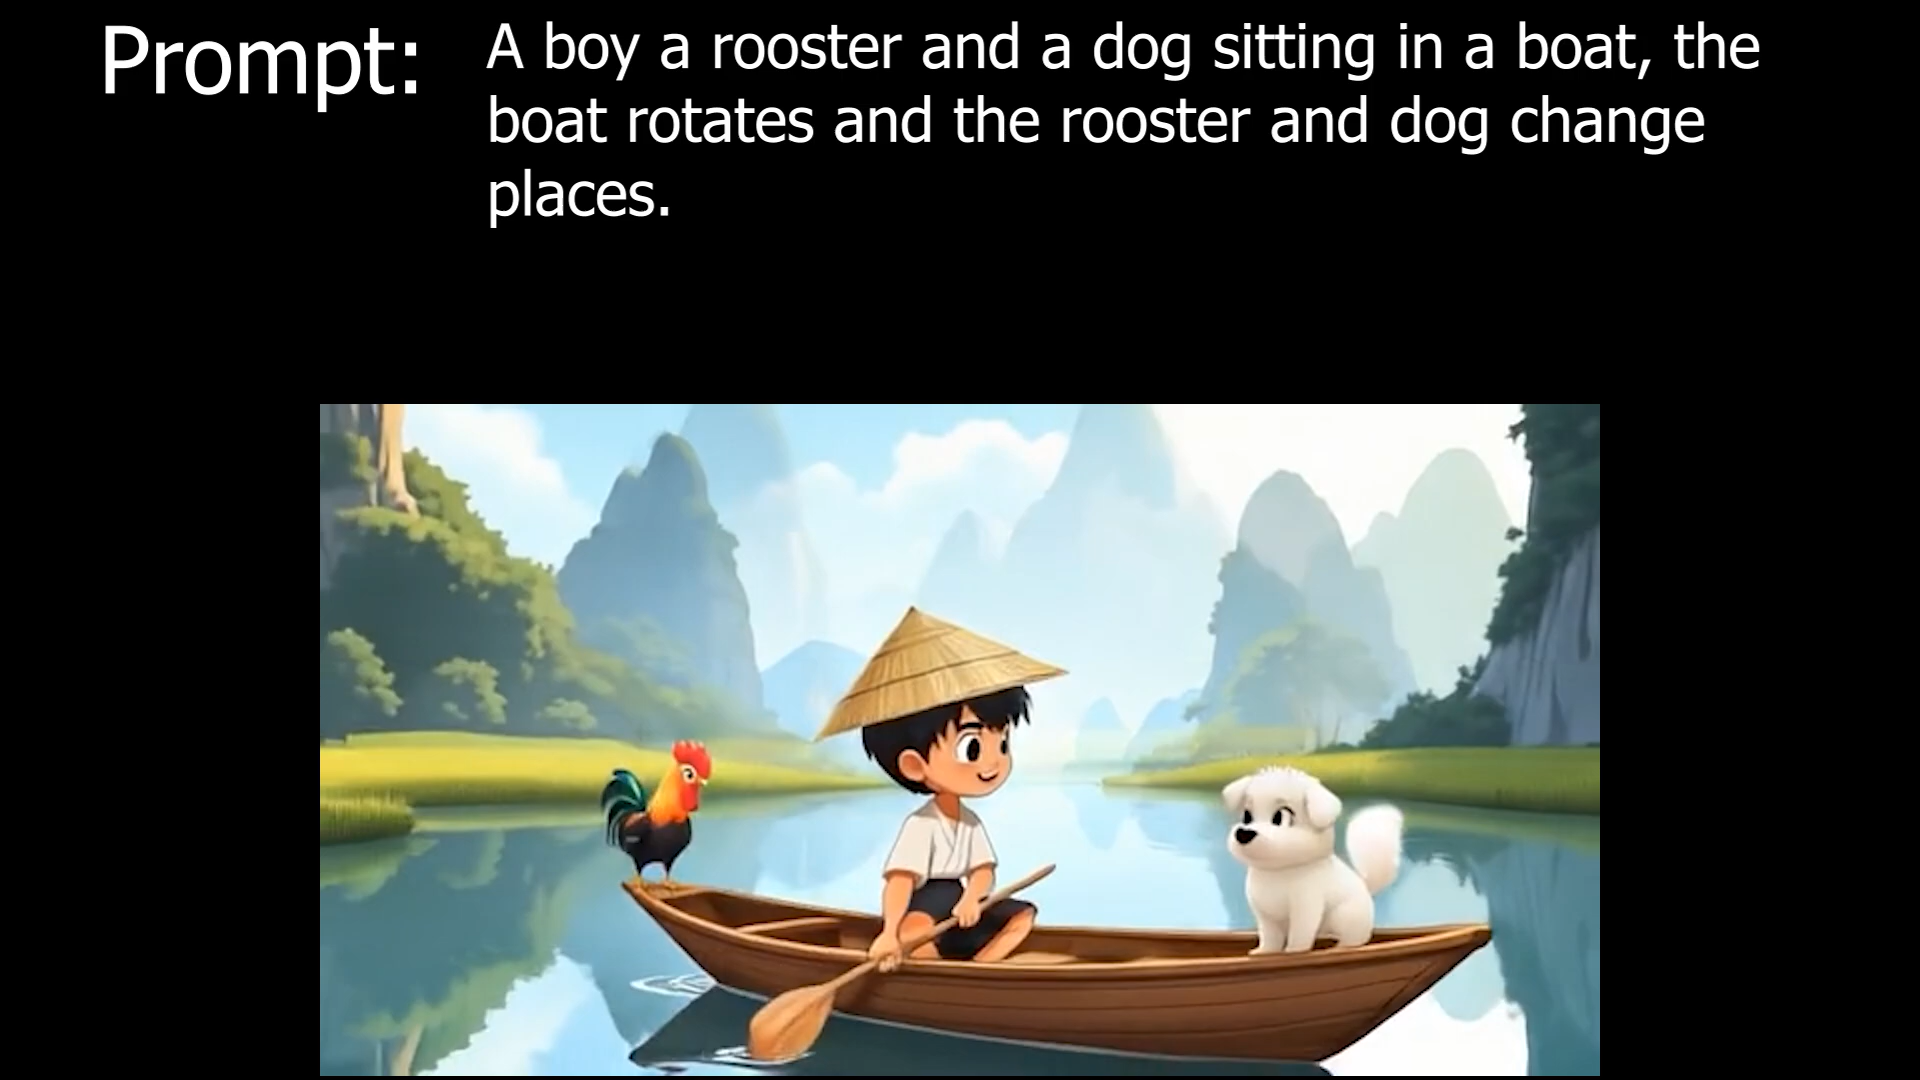 Prompt:
A boy a rooster and a dog sitting in a boat, the
boat rotates and the rooster and dog change
places.